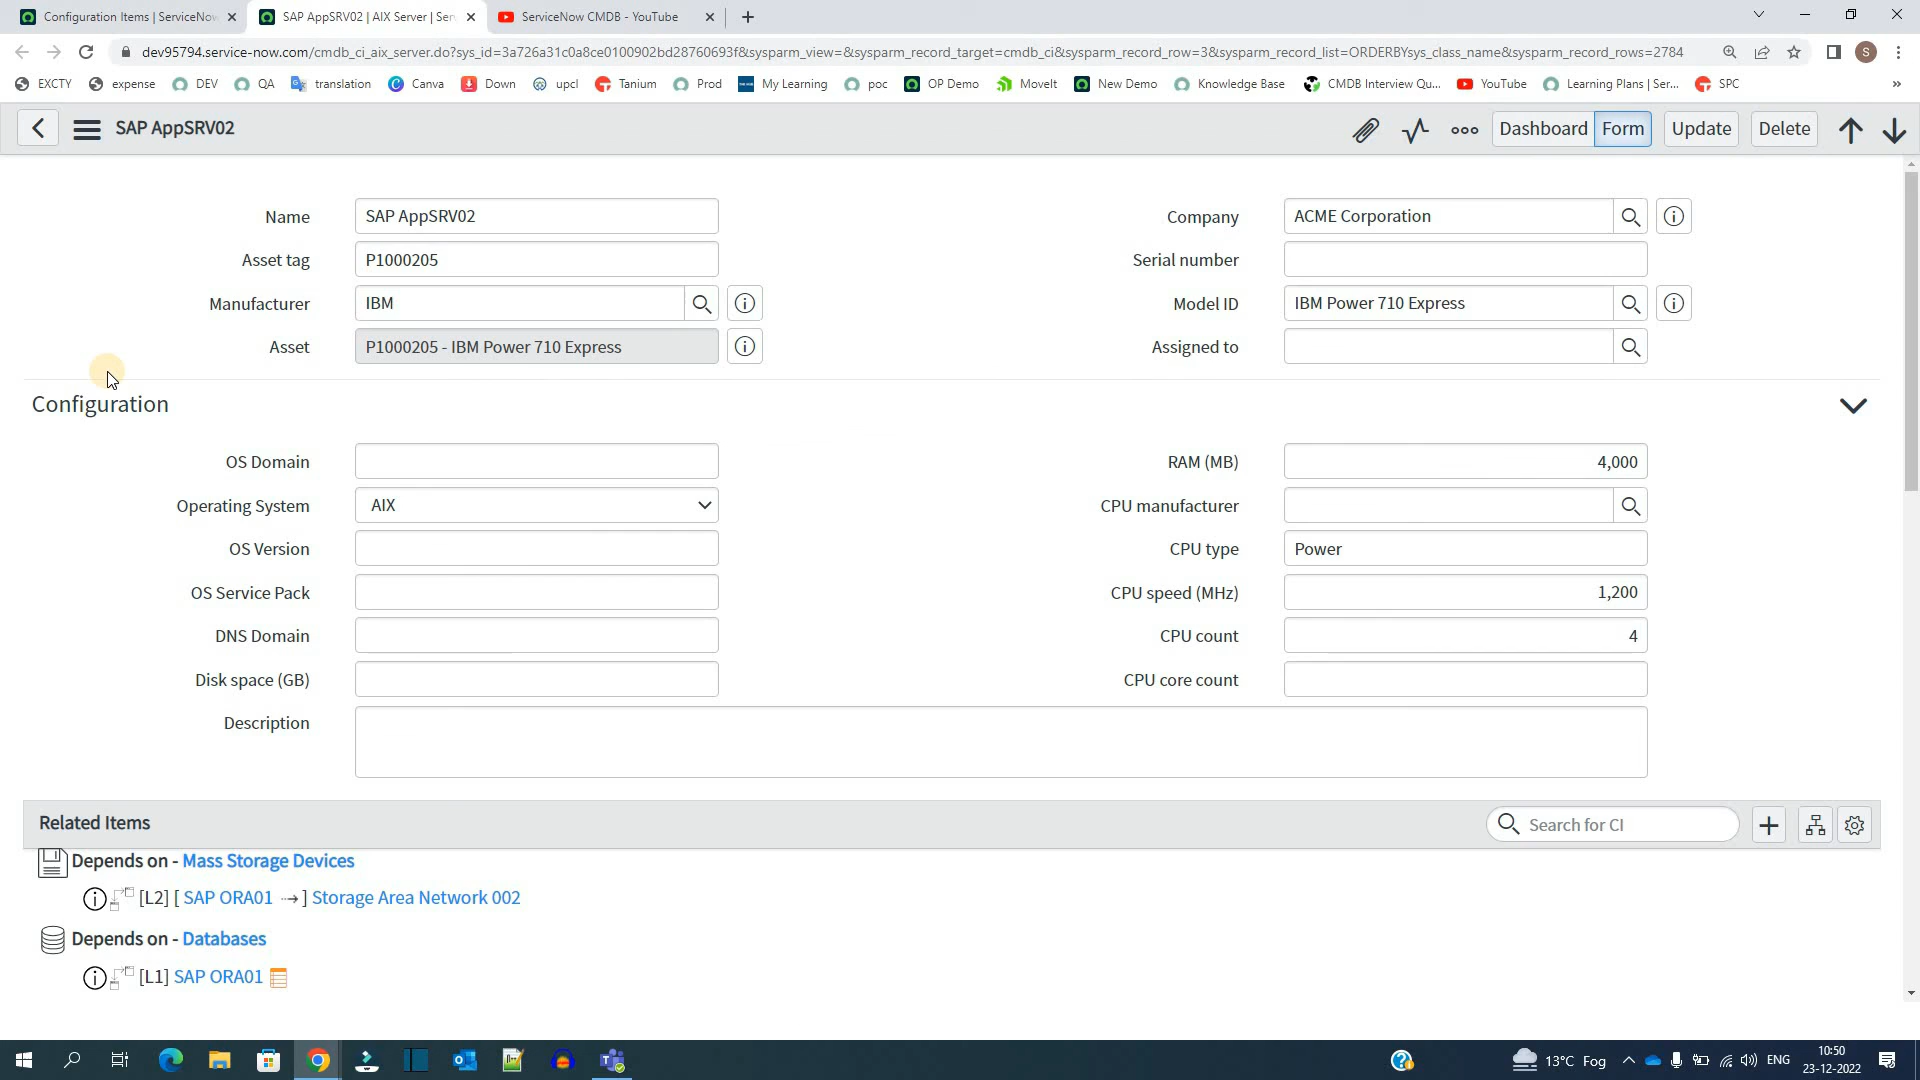 Configuration Items | ServiceNow
SAP AppSRV02 | AIX Server | Ser
ServiceNow CMDB - YouTube
dev95794.service-now.com/cmdb_ci_aix_server.do?sys_id=3a726a31c0a8ce0100902bd28760693f&sysparm_view=&sysparm_record_target=cmdb_ci&sysparm_record_row=3&sysparm_record_list=ORDERBYsys_class_name&sysparm_record_rows=2784
S
EXCTY expense DEV QA translation Canva Down upcl Tanium Prod My Learning poc OP Demo MoveIt New Demo Knowledge Base CMDB Interview Qu... YouTube Learning Plans | Ser... SPC »
SAP AppSRV02
Dashboard Form Update Delete
Name SAP AppSRV02
Company ACME Corporation
Asset tag P1000205
Serial number
Manufacturer IBM
Model ID IBM Power 710 Express
Asset P1000205 - IBM Power 710 Express
Assigned to
Configuration
OS Domain
RAM (MB) 4,000
Operating System AIX
CPU manufacturer
OS Version
CPU type Power
OS Service Pack
CPU speed (MHz) 1,200
DNS Domain
CPU count 4
Disk space (GB)
CPU core count
Description
Related Items
Search for CI
Depends on - Mass Storage Devices
[L2] [ SAP ORA01 → ] Storage Area Network 002
Depends on - Databases
[L1] SAP ORA01
13°C Fog
ENG
10:50
23-12-2022